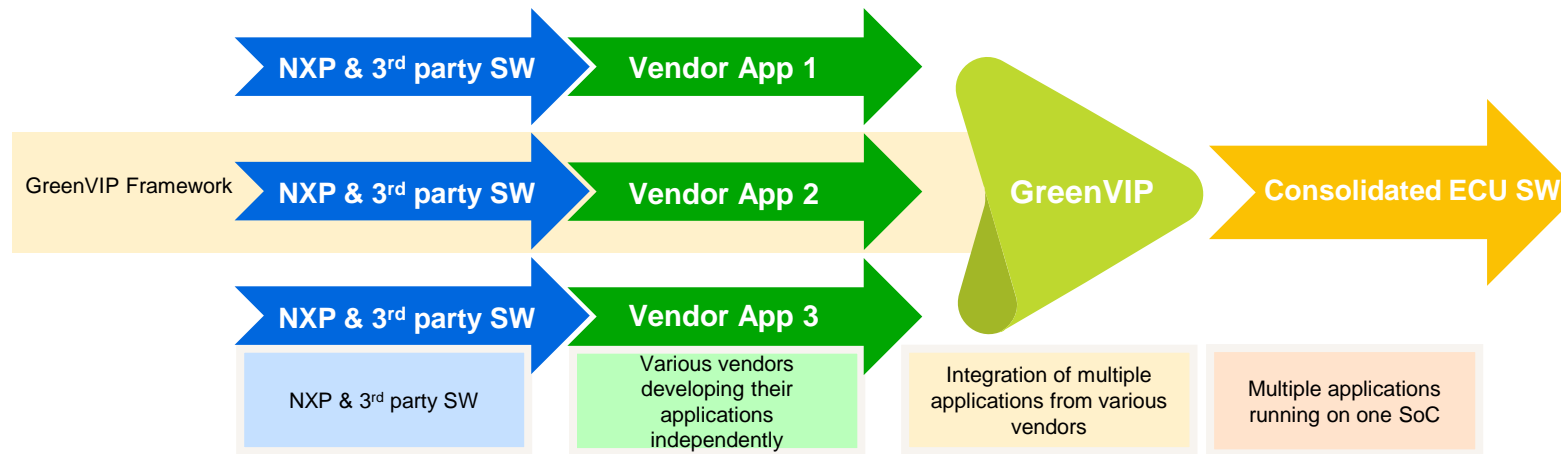 NXP & 3rd party SW
Vendor App 1
GreenVIP Framework
NXP & 3rd party SW
Vendor App 2
GreenVIP
Consolidated ECU SW
NXP & 3rd party SW
Vendor App 3
NXP & 3rd party SW
Various vendors
developing their
applications
independently
Integration of multiple
applications from various
vendors
Multiple applications
running on one SoC